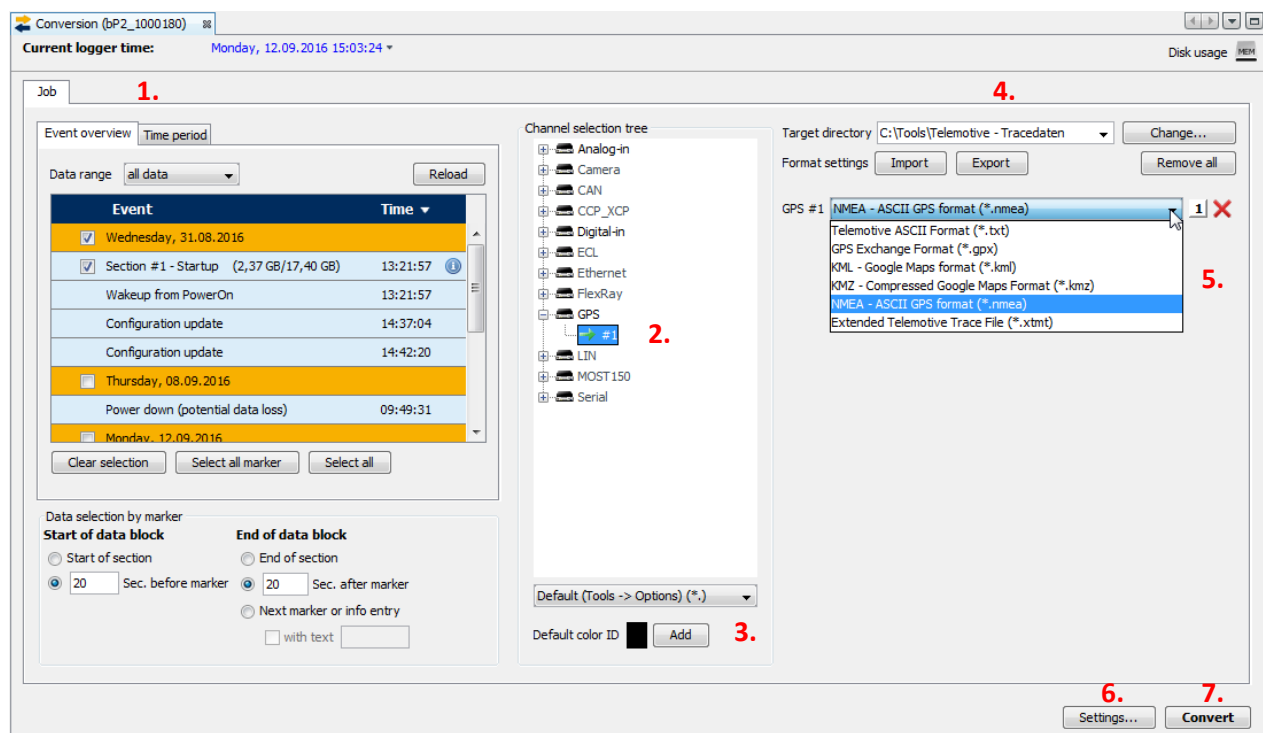 Conversion (bP2_1000180)
Current logger time: Monday, 12.09.2016 15:03:24
Disk usage MEM
Job
1.
4.
Event overview Time period
Data range all data Reload
Event Time
Wednesday, 31.08.2016
Section #1 - Startup (2,37 GB/17,40 GB) 13:21:57
Wakeup from PowerOn 13:21:57
Configuration update 14:37:04
Configuration update 14:42:20
Thursday, 08.09.2016
Power down (potential data loss) 09:49:31
Monday, 12.09.2016
Clear selection Select all marker Select all
Data selection by marker
Start of data block End of data block
Start of section End of section
20 Sec. before marker 20 Sec. after marker
Next marker or info entry
with text
Channel selection tree
Analog-in
Camera
CAN
CCP_XCP
Digital-in
ECL
Ethernet
FlexRay
GPS
#1
2.
LIN
MOST150
Serial
Default (Tools -> Options) (*.)
Default color ID Add
3.
Target directory C:\Tools\Telemotive - Tracedaten Change...
Format settings Import Export Remove all
GPS #1 NMEA - ASCII GPS format (*.nmea) 1
Telemotive ASCII Format (*.txt)
GPS Exchange Format (*.gpx)
KML - Google Maps format (*.kml)
KMZ - Compressed Google Maps Format (*.kmz)
NMEA - ASCII GPS format (*.nmea)
Extended Telemotive Trace File (*.xtmt)
5.
6.
7.
Settings... Convert